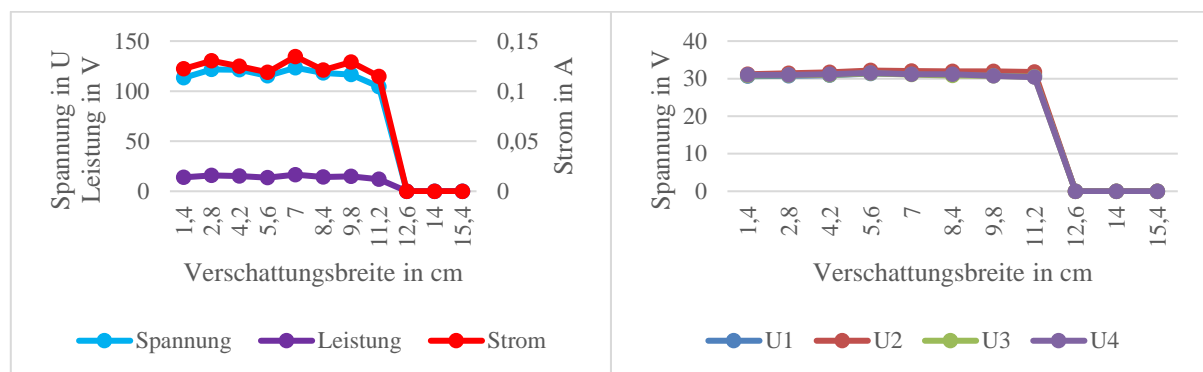 Spannung in U
Leistung in V
150
100
50
0
0,15
0,1
0,05
0
Strom in A
1,4
2,8
4,2
5,6
7
8,4
9,8
11,2
12,6
14
15,4
Verschattungsbreite in cm
Spannung
Leistung
Strom
Spannung in V
40
30
20
10
0
1,4
2,8
4,2
5,6
7
8,4
9,8
11,2
12,6
14
15,4
Verschattungsbreite in cm
U1
U2
U3
U4